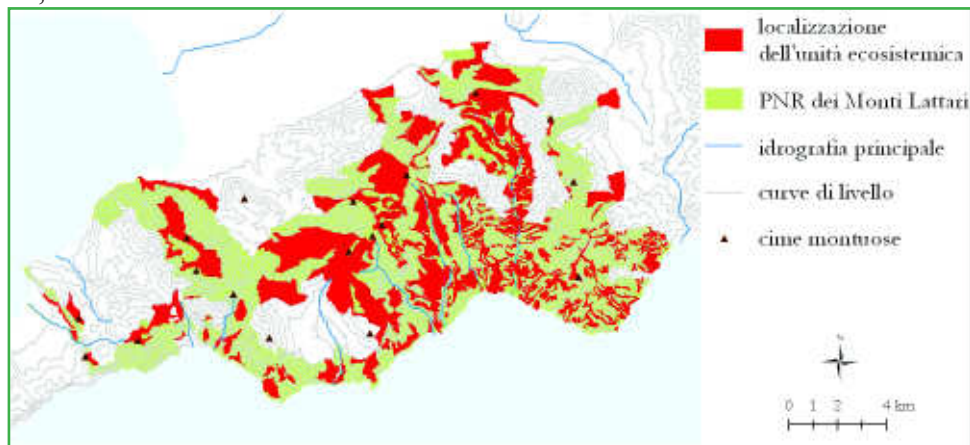 localizzazione
dell'unità ecosistemica
PNR dei Monti Lattari
idrografia principale
curve di livello
cime montuose
0 1 2 4 km